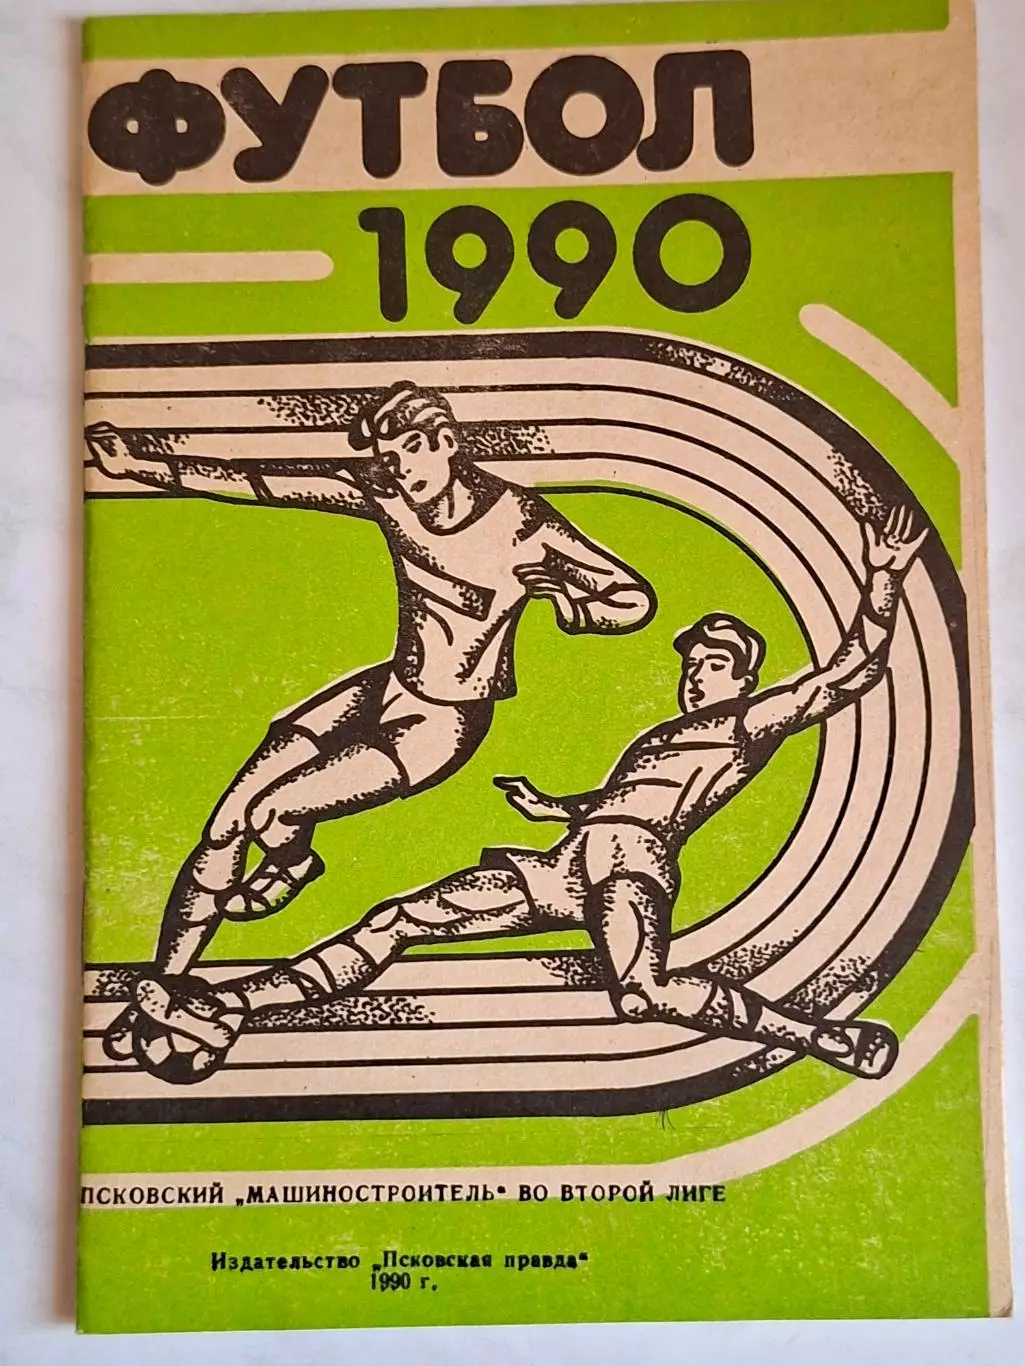 ФУТБОЛ
1990
ПСКОВСКИЙ „МАШИНОСТРОИТЕЛЬ" ВО ВТОРОЙ ЛИГЕ
Издательство „Псковская правда"
1990 г.